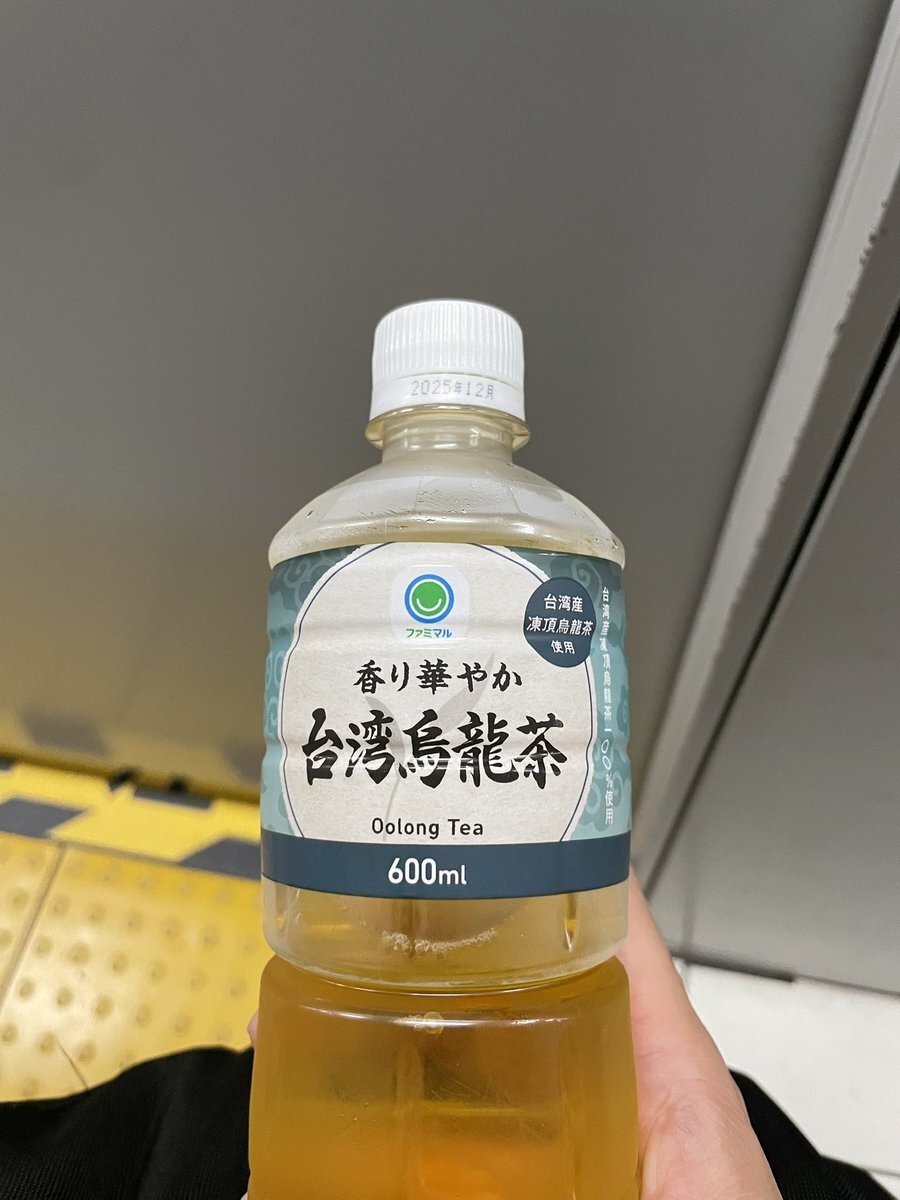 2025年12月
ファミマル
台湾産
凍頂烏龍茶
使用
香り華やか
台湾烏龍茶
Oolong Tea
600ml
台湾産凍頂烏龍茶一〇〇%使用